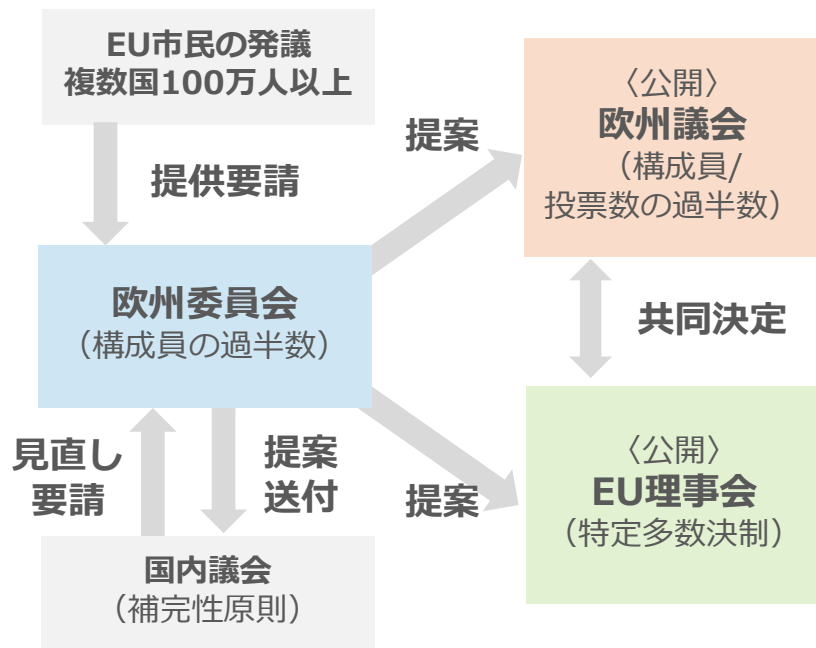 EU市民の発議
複数国100万人以上
提供要請
欧州委員会
（構成員の過半数）
見直し
要請
提案
送付
国内議会
（補完性原則）
提案
〈公開〉
欧州議会
（構成員/
投票数の過半数）
共同決定
提案
〈公開〉
EU理事会
（特定多数決制）